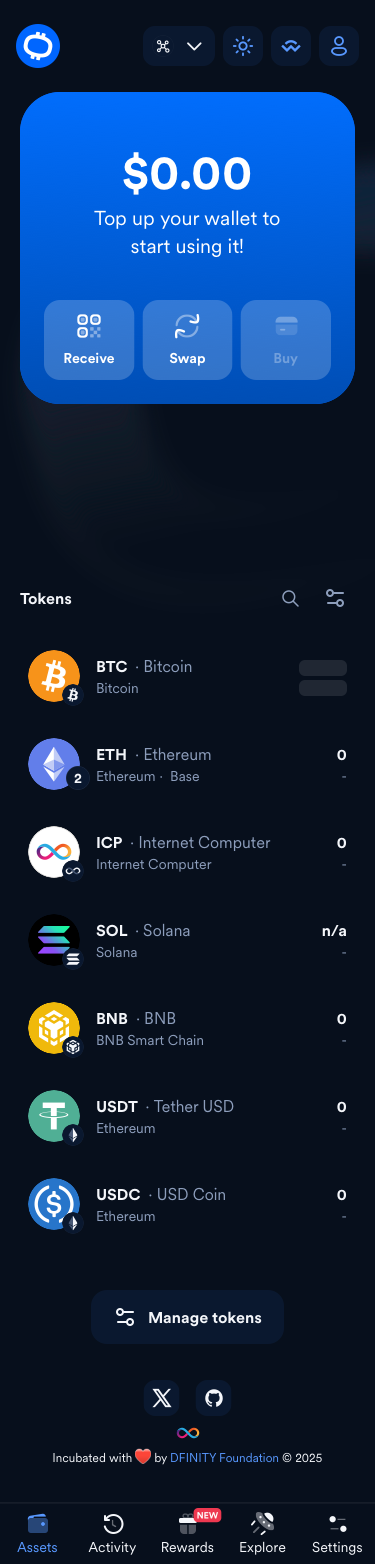 $0.00
Top up your wallet to
start using it!
Receive
Swap
Buy
Tokens
BTC · Bitcoin
Bitcoin
ETH · Ethereum 0
2 Ethereum · Base -
ICP · Internet Computer 0
Internet Computer -
SOL · Solana n/a
Solana -
BNB · BNB 0
BNB Smart Chain -
USDT · Tether USD 0
Ethereum -
USDC · USD Coin 0
Ethereum -
Manage tokens
Incubated with ❤️ by DFINITY Foundation © 2025
NEW
Assets Activity Rewards Explore Settings